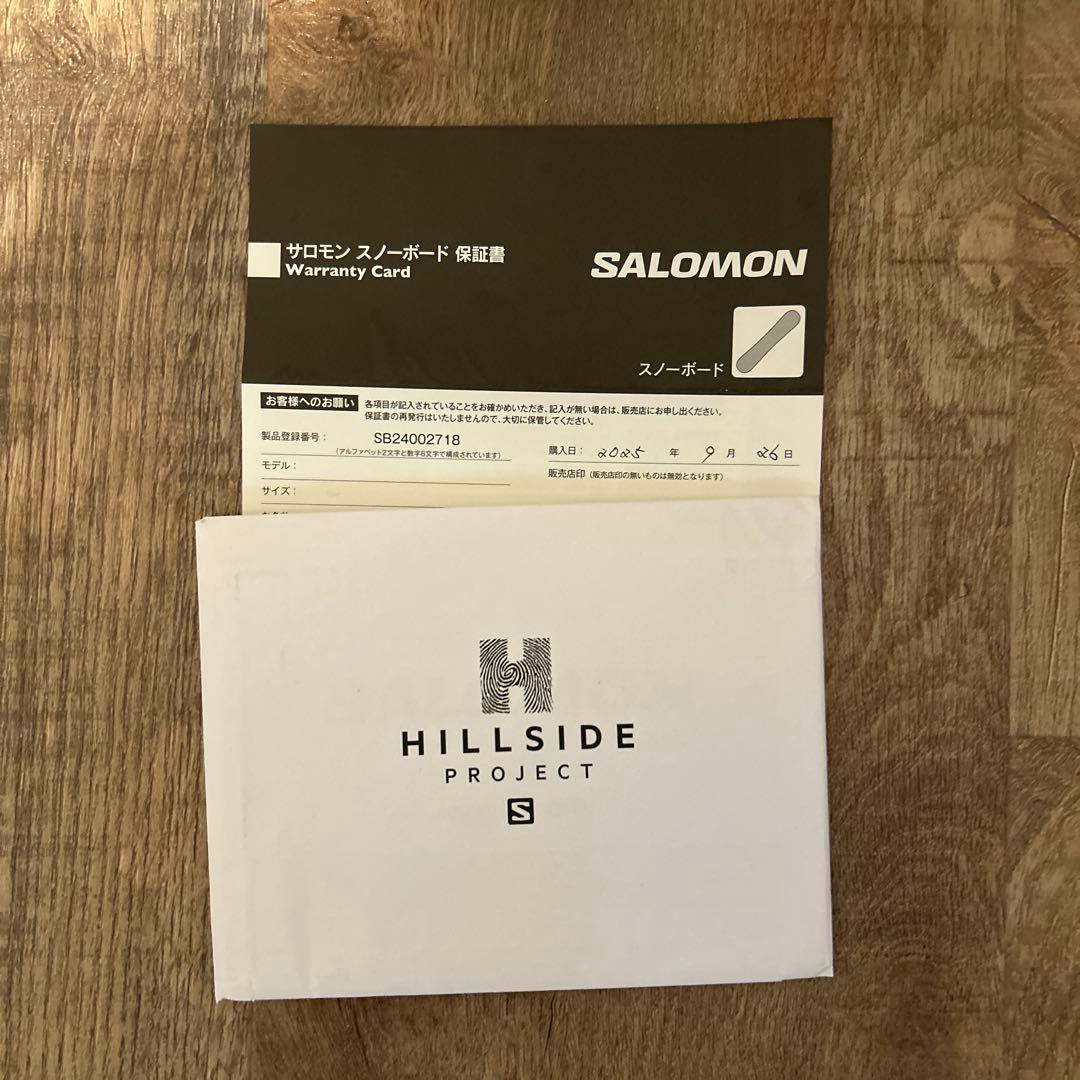 サロモン スノーボード 保証書
Warranty Card
SALOMON
スノーボード
お客様へのお願い
各項目が記入されていることをお確かめいただき、記入が無い場合は、販売店にお申し出ください。
保証書の再発行はいたしませんので、大切に保管してください。
製品登録番号： SB24002718
（アルファベット2文字と数字8文字で構成されています）
購入日： 2025 年 9 月 26 日
モデル：
販売店印（販売店印の無いものは無効となります）
サイズ：
H
HILLSIDE
PROJECT
S